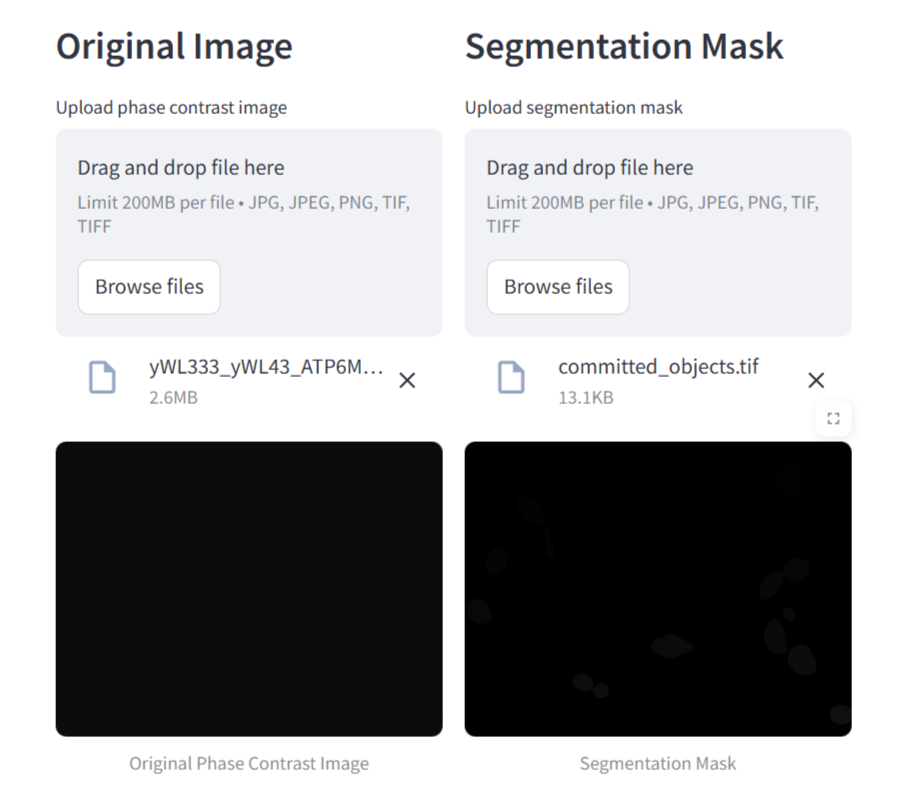 Original Image
Upload phase contrast image
Drag and drop file here
Limit 200MB per file • JPG, JPEG, PNG, TIF,
TIFF
Browse files
yWL333_yWL43_ATP6M...
2.6MB
Original Phase Contrast Image
Segmentation Mask
Upload segmentation mask
Drag and drop file here
Limit 200MB per file • JPG, JPEG, PNG, TIF,
TIFF
Browse files
committed_objects.tif
13.1KB
Segmentation Mask